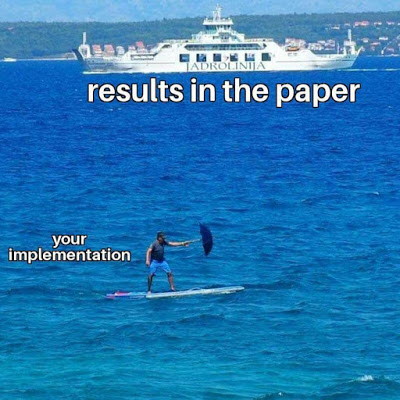 JADROLINIJA
results in the paper
your
implementation